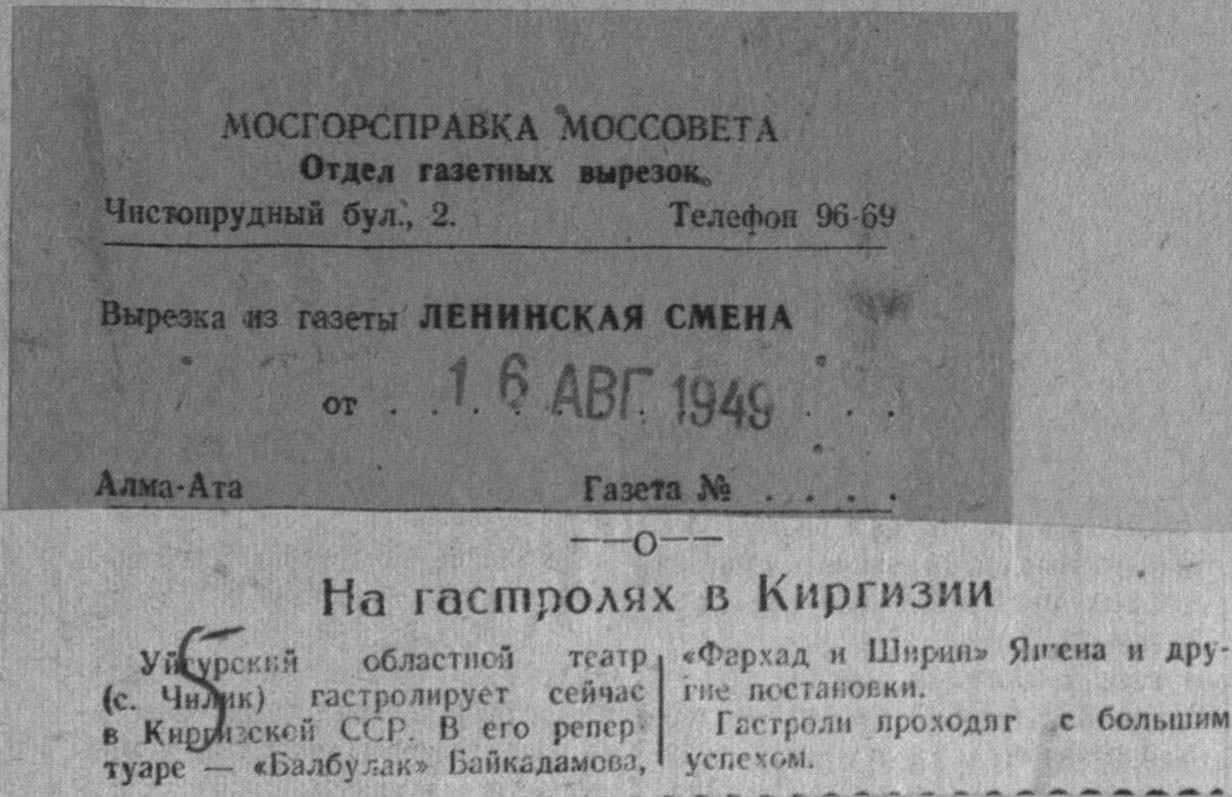 МОСГОРСПРАВКА МОССОВЕТА
Отдел газетных вырезок.
Чистопрудный бул., 2. Телефон 96-69
Вырезка из газеты ЛЕНИНСКАЯ СМЕНА
от . . 16 АВГ. 1949 . . .
Алма-Ата Газета № . . . .
——О——
На гастролях в Киргизии
Уйгурский областной театр
(с. Чилик) гастролирует сейчас
в Киргизской ССР. В его репер-
туаре — «Балбулак» Байкадамова,
«Фархад и Ширин» Яшена и дру-
гие постановки.
Гастроли проходят с большим
успехом.
5